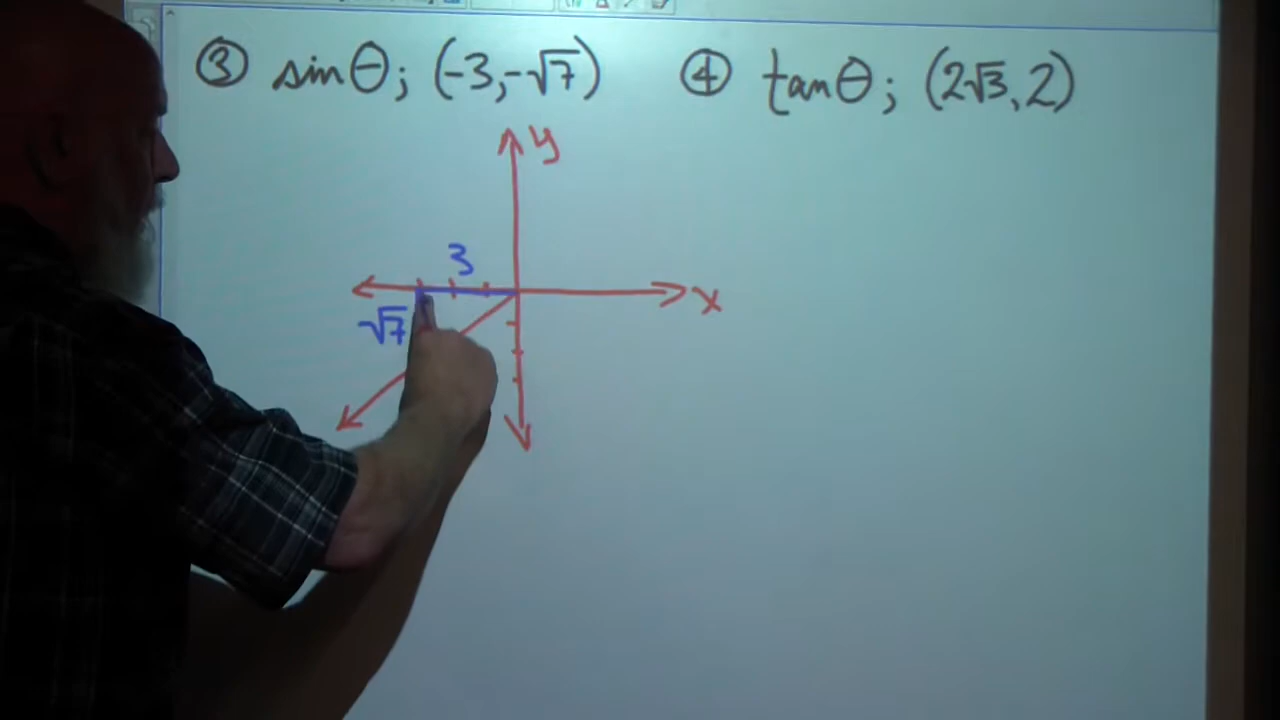 ③ sinθ; (-3,-√7)
④ tanθ; (2√3, 2)
y
3
x
√7